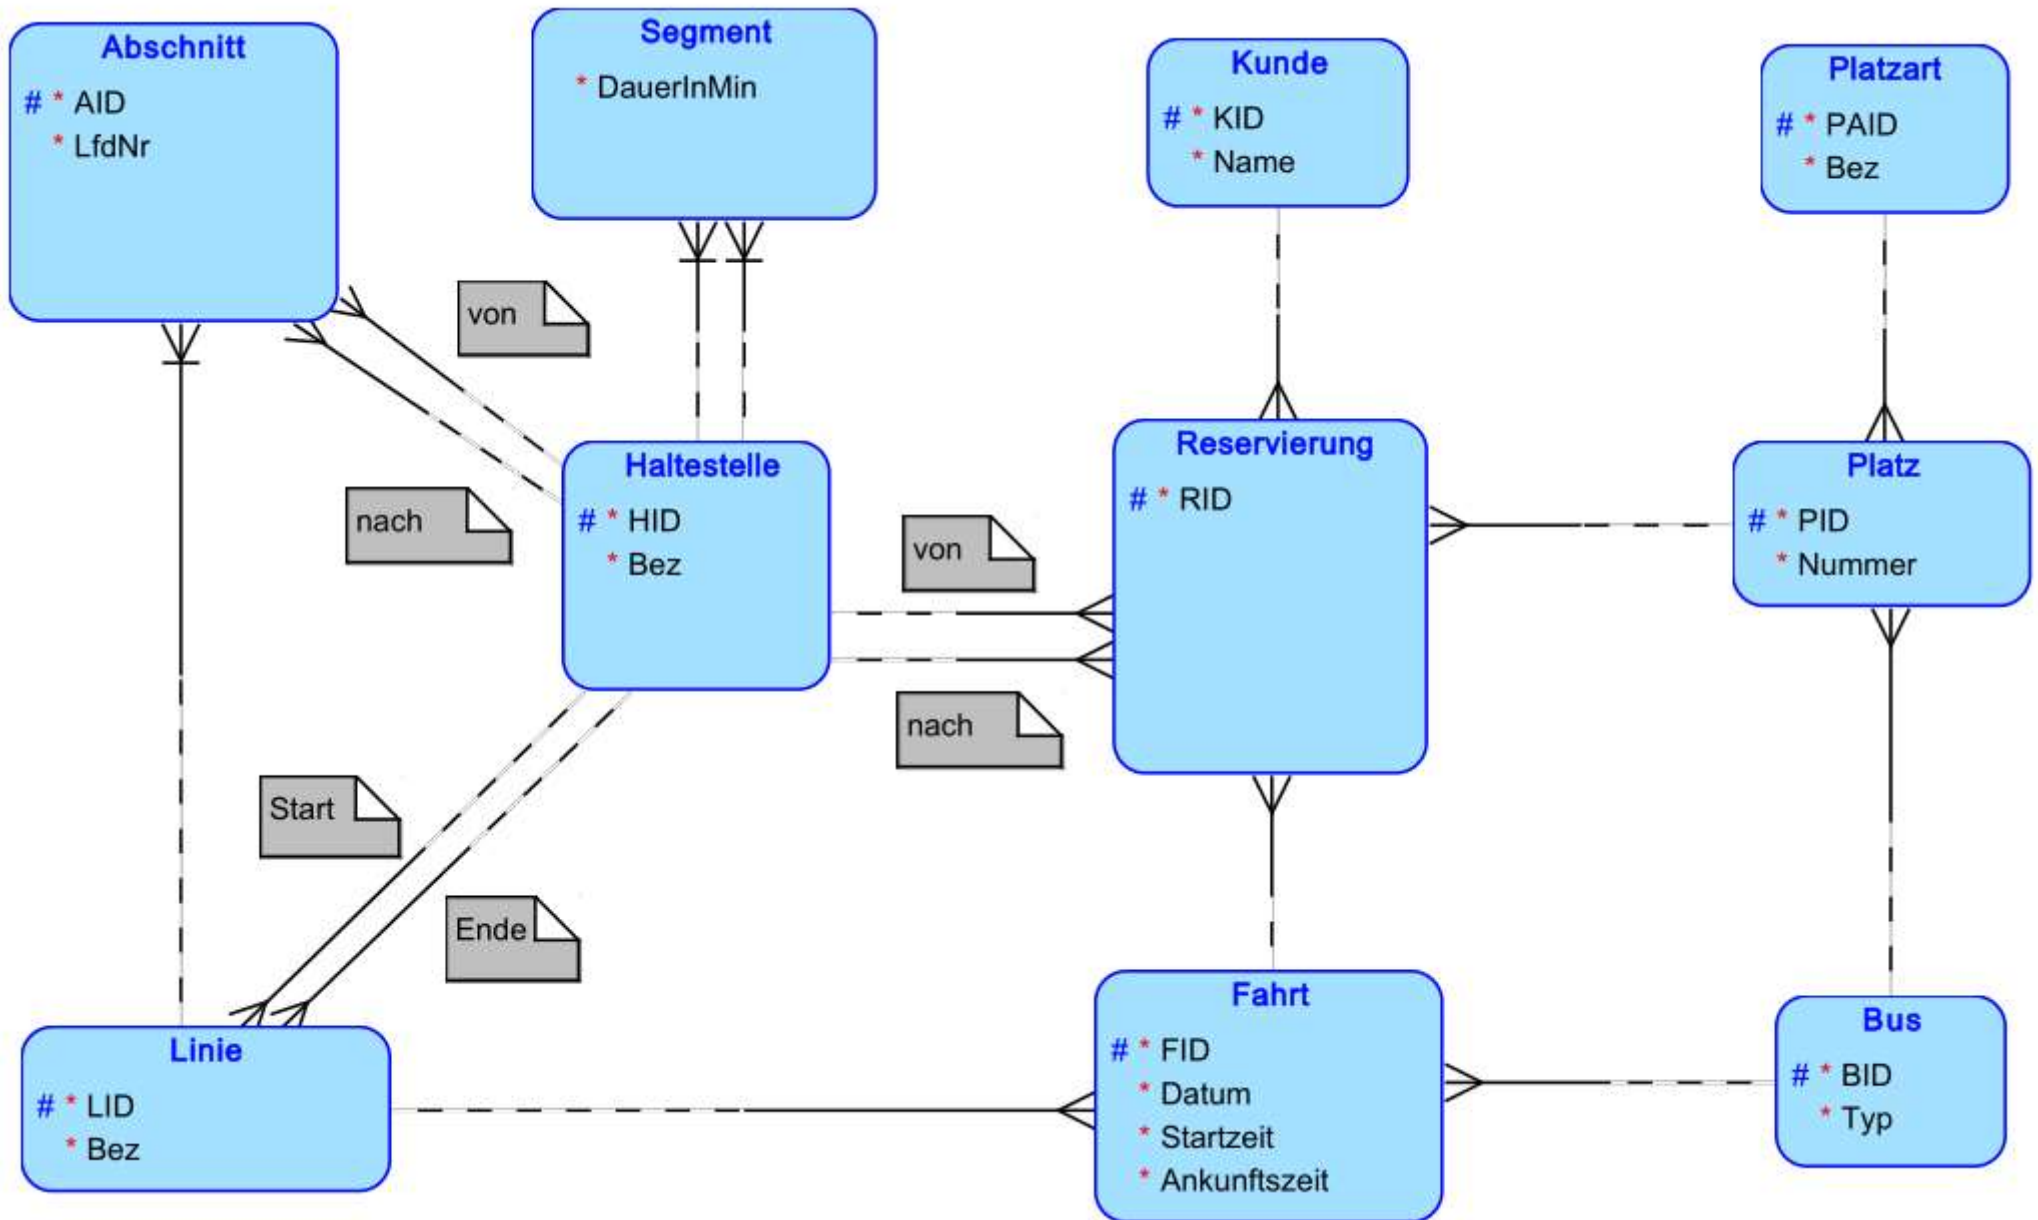 Abschnitt
# * AID
* LfdNr
Segment
* DauerInMin
Kunde
# * KID
* Name
Platzart
# * PAID
* Bez
von
nach
Haltestelle
# * HID
* Bez
von
nach
Reservierung
# * RID
Platz
# * PID
* Nummer
Start
Ende
Linie
# * LID
* Bez
Fahrt
# * FID
* Datum
* Startzeit
* Ankunftszeit
Bus
# * BID
* Typ